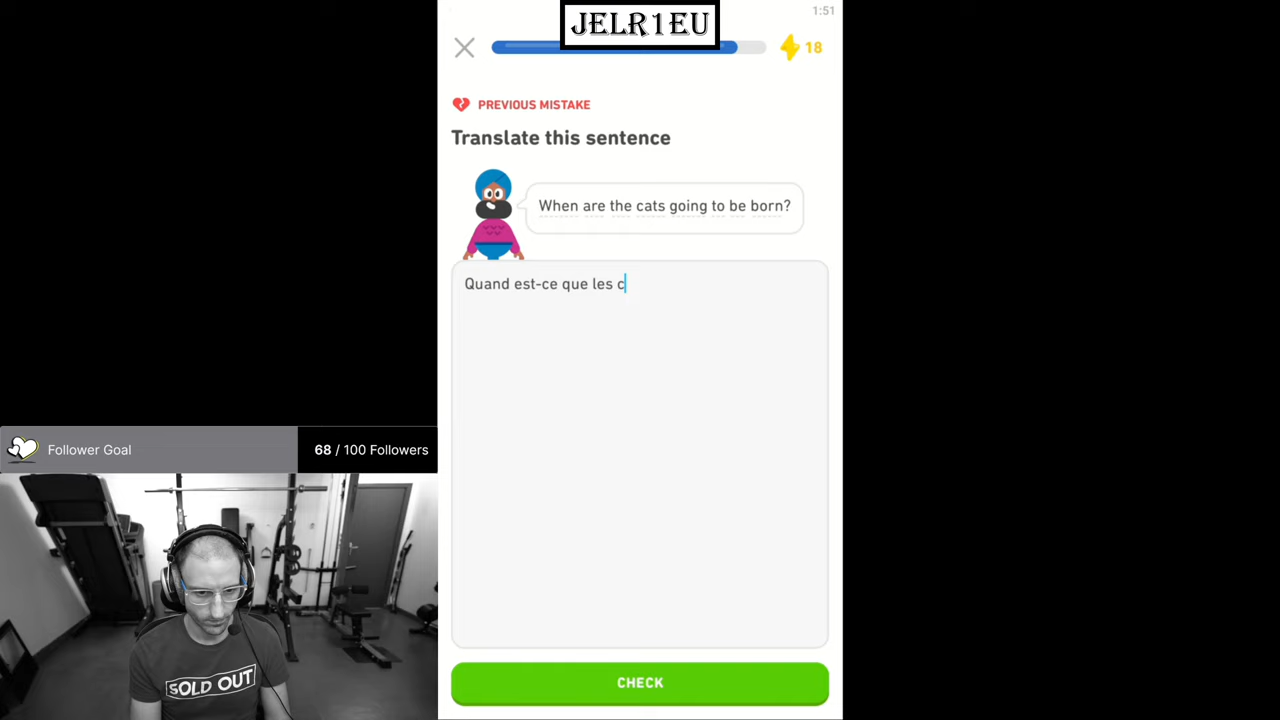 JELR1EU
1:51
18
PREVIOUS MISTAKE
Translate this sentence
When are the cats going to be born?
Quand est-ce que les c
Follower Goal
68 / 100 Followers
SOLD OUT
CHECK